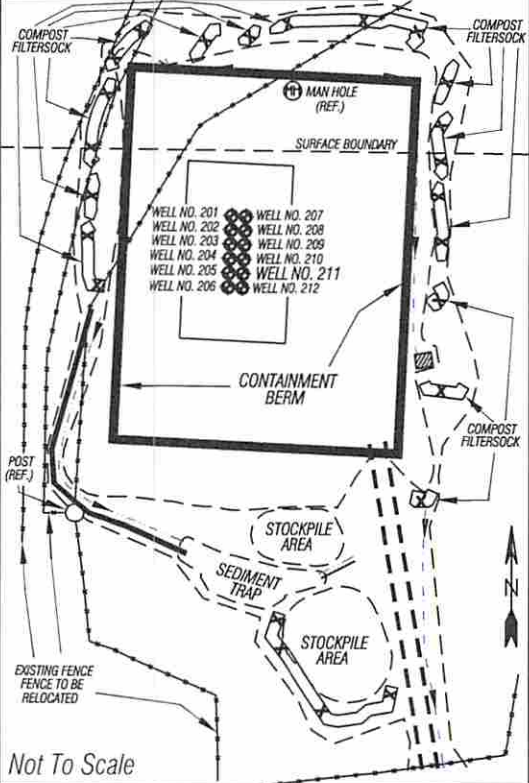 COMPOST
FILTERSOCK
COMPOST
FILTERSOCK
MH
MAN HOLE
(REF.)
SURFACE BOUNDARY
WELL NO. 201
WELL NO. 207
WELL NO. 202
WELL NO. 208
WELL NO. 203
WELL NO. 209
WELL NO. 204
WELL NO. 210
WELL NO. 205
WELL NO. 211
WELL NO. 206
WELL NO. 212
CONTAINMENT
BERM
COMPOST
FILTERSOCK
POST
(REF.)
STOCKPILE
AREA
SEDIMENT
TRAP
STOCKPILE
AREA
N
EXISTING FENCE
FENCE TO BE
RELOCATED
Not To Scale